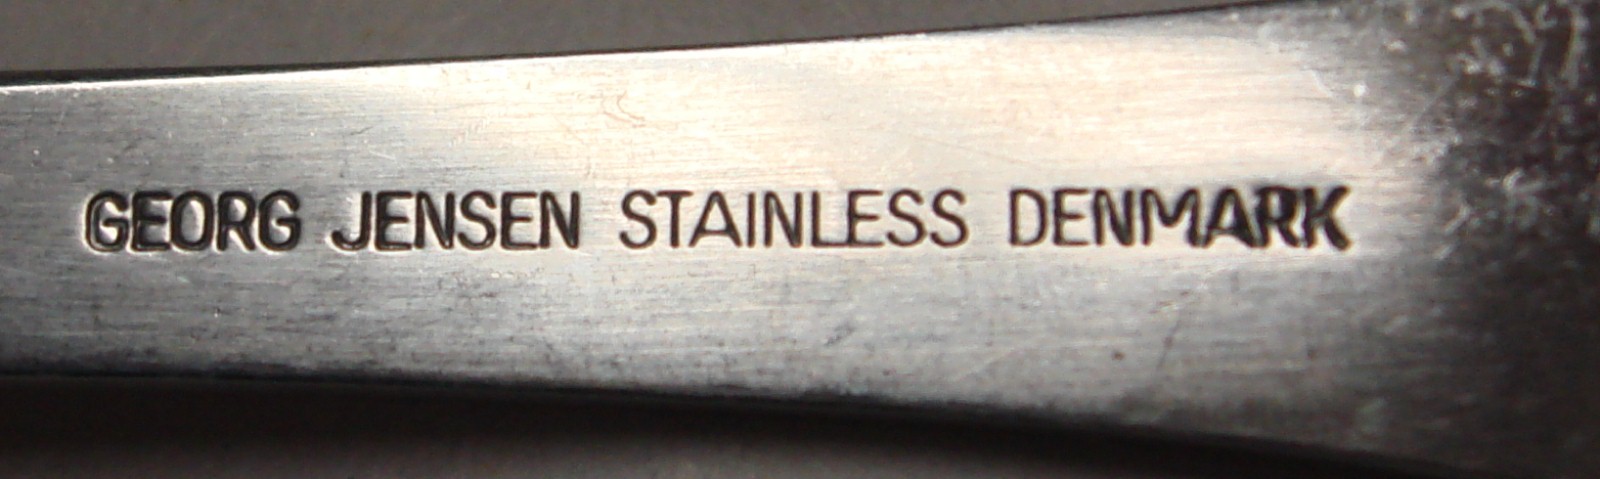 GEORG JENSEN STAINLESS DENMARK